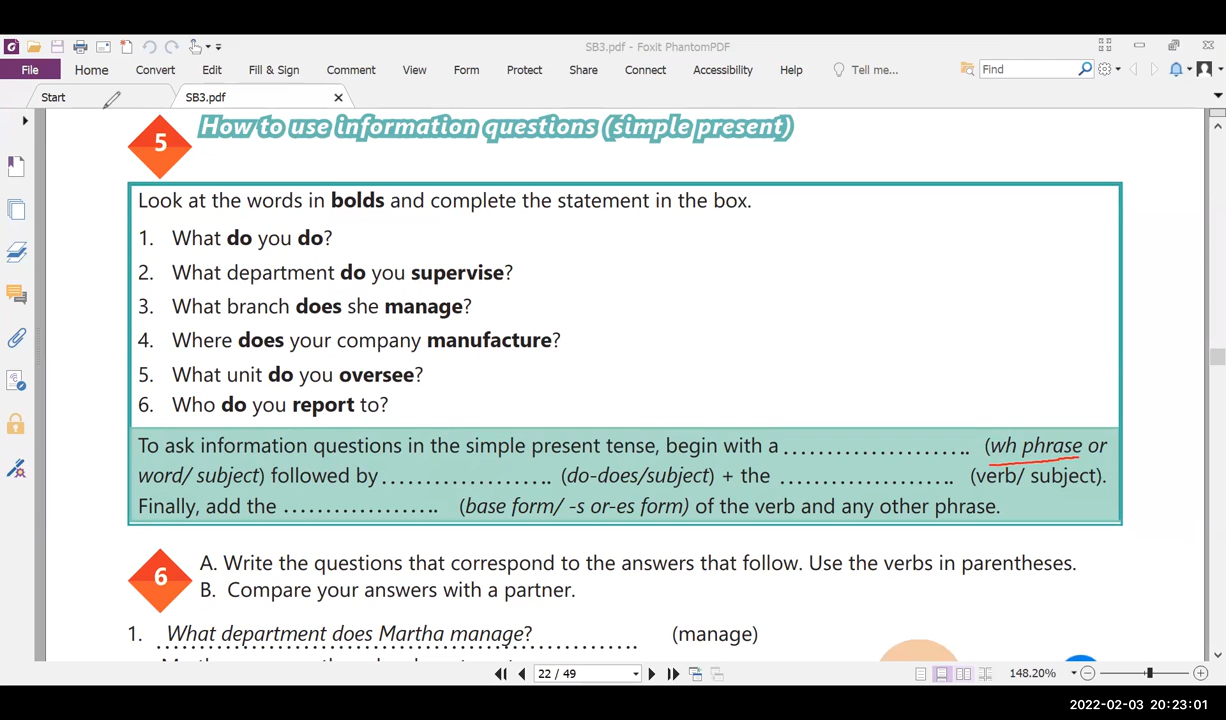 SB3.pdf - Foxit PhantomPDF
File Home Convert Edit Fill & Sign Comment View Form Protect Share Connect Accessibility Help Tell me... Find
Start SB3.pdf
5 How to use information questions (simple present)
Look at the words in bolds and complete the statement in the box.
1. What do you do?
2. What department do you supervise?
3. What branch does she manage?
4. Where does your company manufacture?
5. What unit do you oversee?
6. Who do you report to?
To ask information questions in the simple present tense, begin with a ...................... (wh phrase or
word/ subject) followed by .................... (do-does/subject) + the .................... (verb/ subject).
Finally, add the .................. (base form/ -s or-es form) of the verb and any other phrase.
6 A. Write the questions that correspond to the answers that follow. Use the verbs in parentheses.
B. Compare your answers with a partner.
1. What department does Martha manage? (manage)
22 / 49 148.20%
2022-02-03 20:23:01